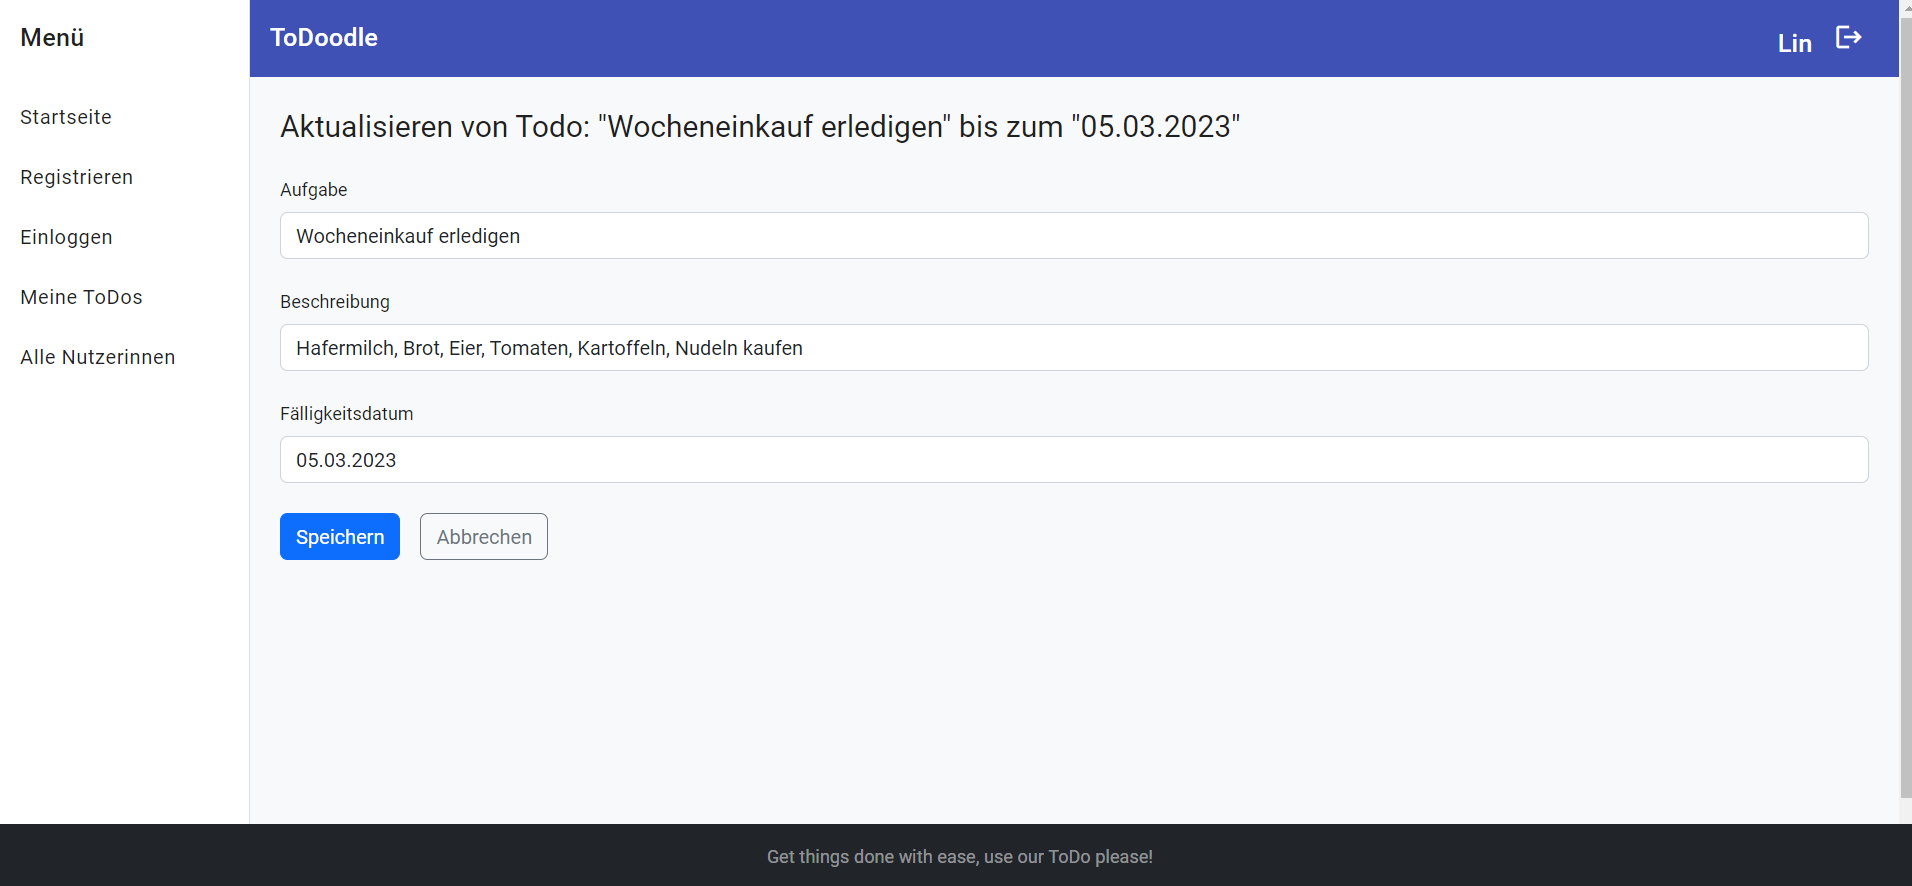 Menü
Startseite
Registrieren
Einloggen
Meine ToDos
Alle Nutzerinnen
ToDoodle
Lin
Aktualisieren von Todo: "Wocheneinkauf erledigen" bis zum "05.03.2023"
Aufgabe
Wocheneinkauf erledigen
Beschreibung
Hafermilch, Brot, Eier, Tomaten, Kartoffeln, Nudeln kaufen
Fälligkeitsdatum
05.03.2023
Speichern Abbrechen
Get things done with ease, use our ToDo please!